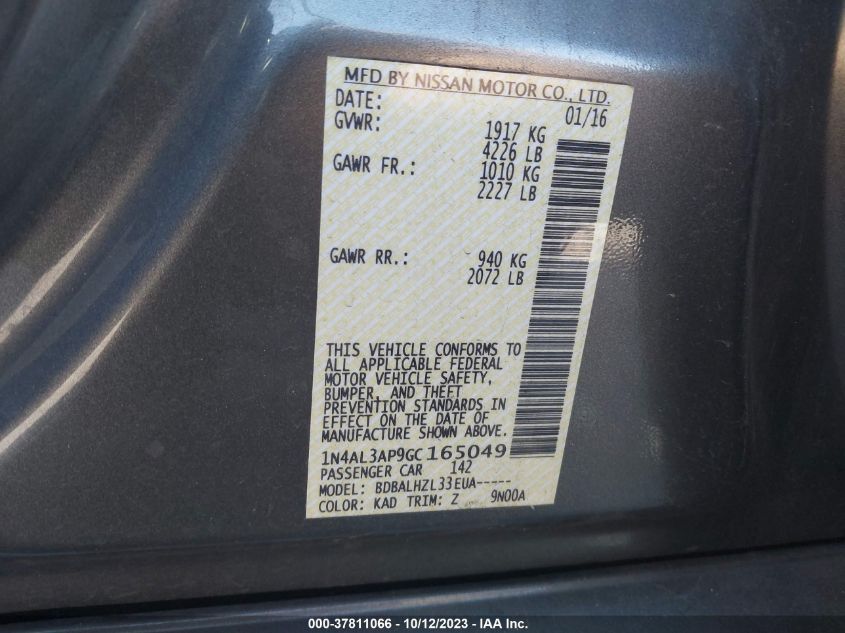 MFD BY NISSAN MOTOR CO., LTD.
DATE: 01/16
GVWR: 1917 KG
4226 LB
GAWR FR.: 1010 KG
2227 LB
GAWR RR.: 940 KG
2072 LB
THIS VEHICLE CONFORMS TO
ALL APPLICABLE FEDERAL
MOTOR VEHICLE SAFETY,
BUMPER, AND THEFT
PREVENTION STANDARDS IN
EFFECT ON THE DATE OF
MANUFACTURE SHOWN ABOVE.
1N4AL3AP9GC165049
PASSENGER CAR 142
MODEL: BDBALHZL33EUA-----
COLOR: KAD TRIM: Z 9N00A
000-37811066 - 10/12/2023 - IAA Inc.